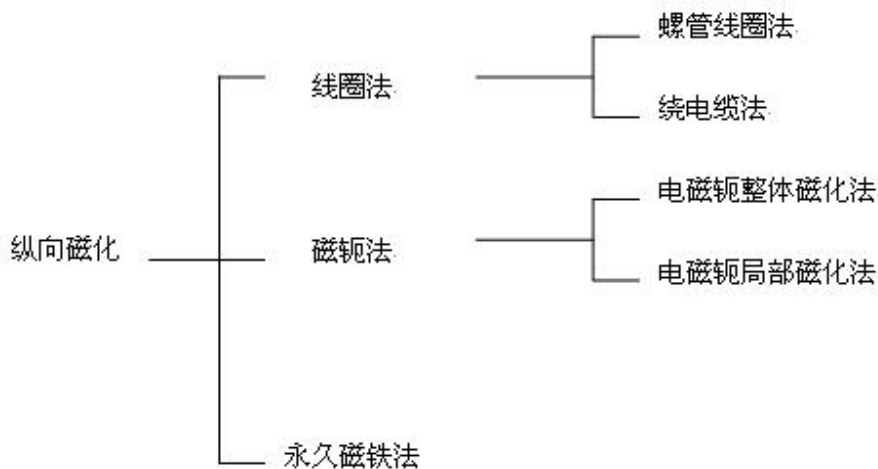 螺管线圈法
线圈法
绕电缆法
电磁轭整体磁化法
纵向磁化
磁轭法
电磁轭局部磁化法
永久磁铁法